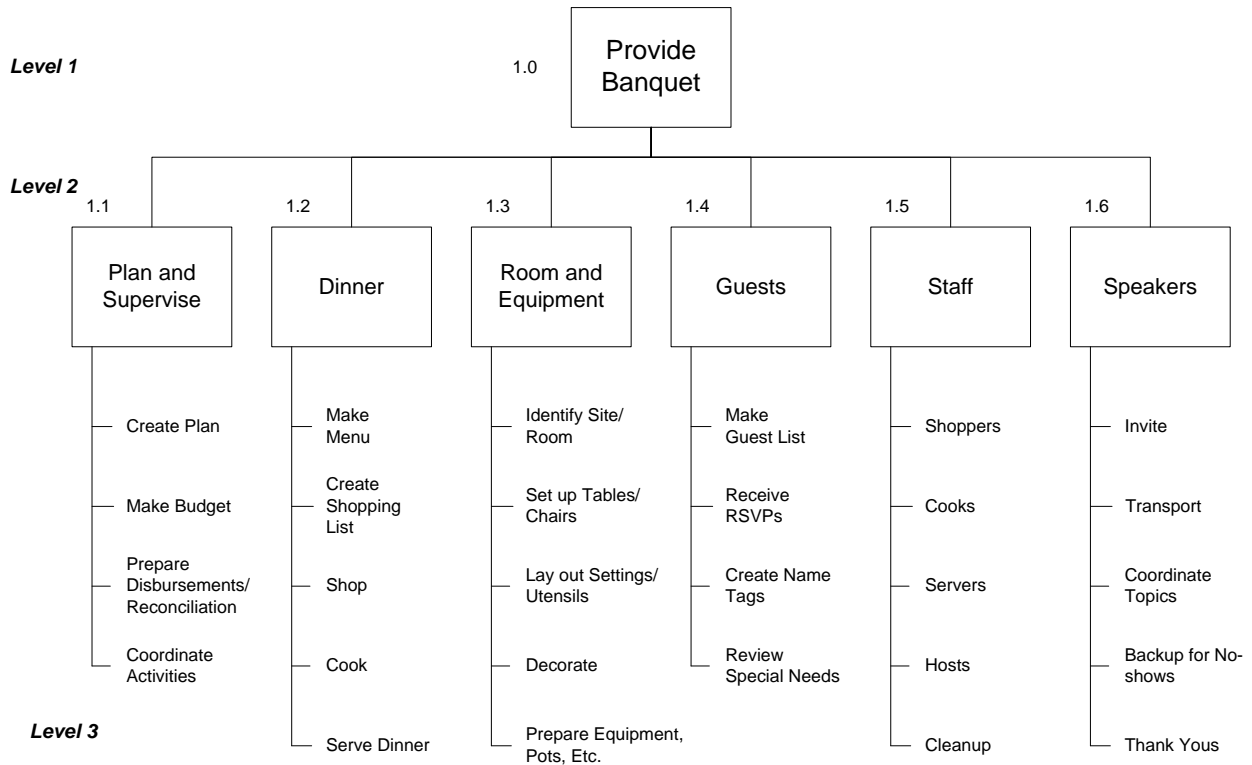 Level 1
1.0
Provide
Banquet
Level 2
1.1
1.2
1.3
1.4
1.5
1.6
Plan and
Supervise
Dinner
Room and
Equipment
Guests
Staff
Speakers
Create Plan
Make Budget
Prepare
Disbursements/
Reconciliation
Coordinate
Activities
Make
Menu
Create
Shopping
List
Shop
Cook
Serve Dinner
Identify Site/
Room
Set up Tables/
Chairs
Lay out Settings/
Utensils
Decorate
Prepare Equipment,
Pots, Etc.
Make
Guest List
Receive
RSVPs
Create Name
Tags
Review
Special Needs
Shoppers
Cooks
Servers
Hosts
Cleanup
Invite
Transport
Coordinate
Topics
Backup for No-
shows
Thank Yous
Level 3